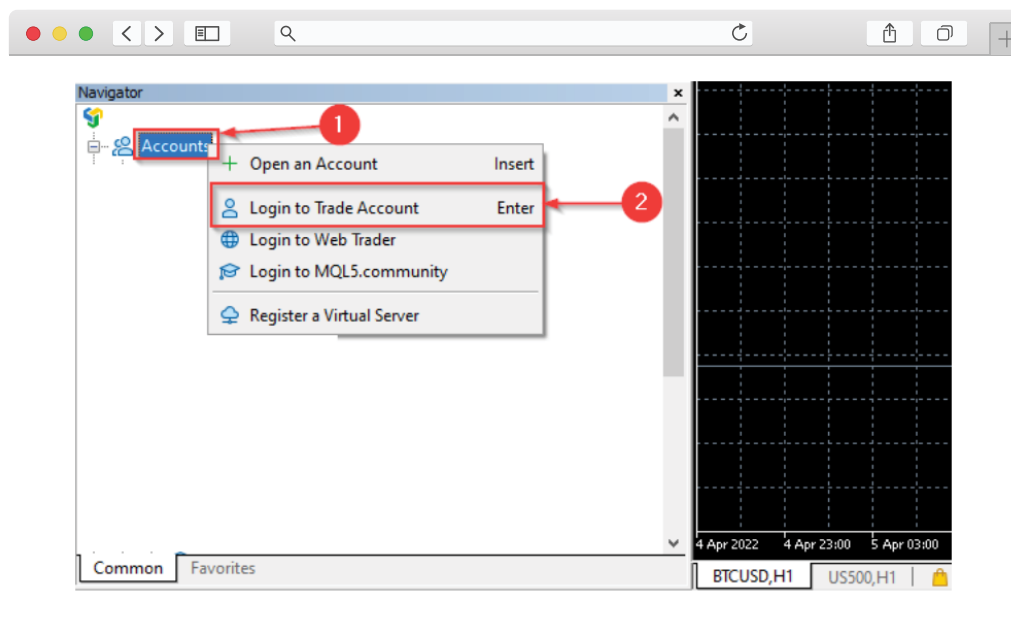 Navigator
Accounts
1
Open an Account Insert
Login to Trade Account Enter
2
Login to Web Trader
Login to MQL5.community
Register a Virtual Server
Common Favorites
4 Apr 2022 4 Apr 23:00 5 Apr 03:00
BTCUSD,H1 US500,H1